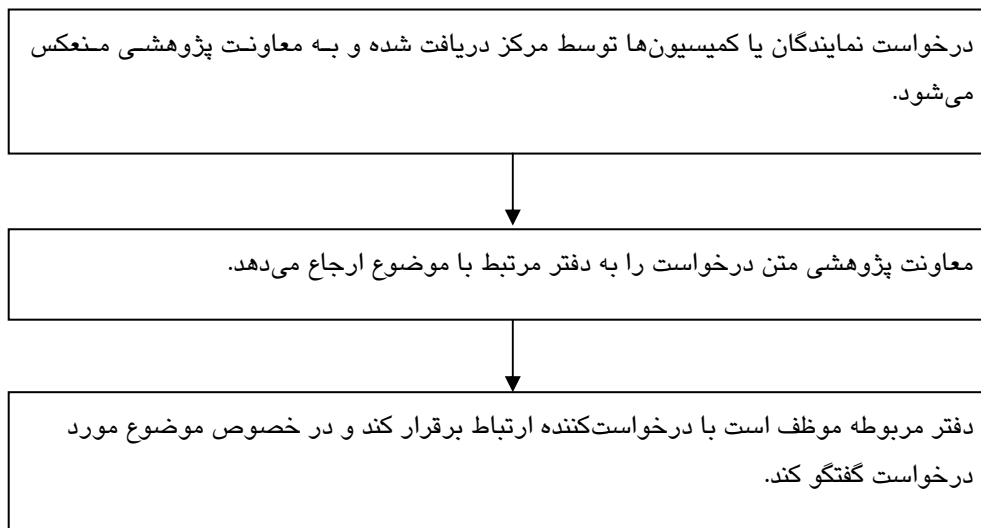 درخواست نمایندگان یا کمیسیون‌ها توسط مرکز دریافت شده و به معاونت پژوهشی منعکس
می‌شود.
معاونت پژوهشی متن درخواست را به دفتر مرتبط با موضوع ارجاع می‌دهد.
دفتر مربوطه موظف است با درخواست‌کننده ارتباط برقرار کند و در خصوص موضوع مورد
درخواست گفتگو کند.